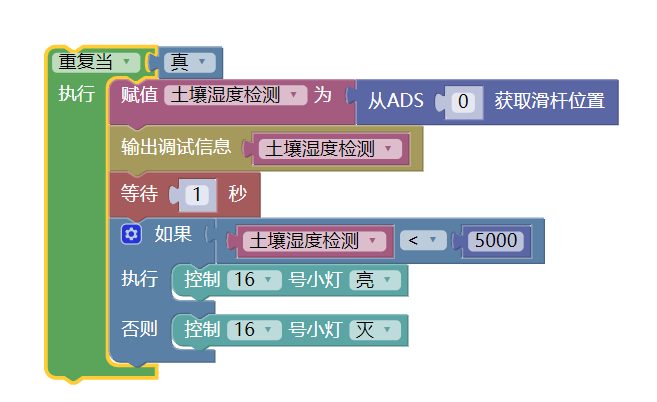 重复当 真
执行 赋值 土壤湿度检测 为 从ADS 0 获取滑杆位置
输出调试信息 土壤湿度检测
等待 1 秒
如果 土壤湿度检测 < 5000
执行 控制 16 号小灯 亮
否则 控制 16 号小灯 灭